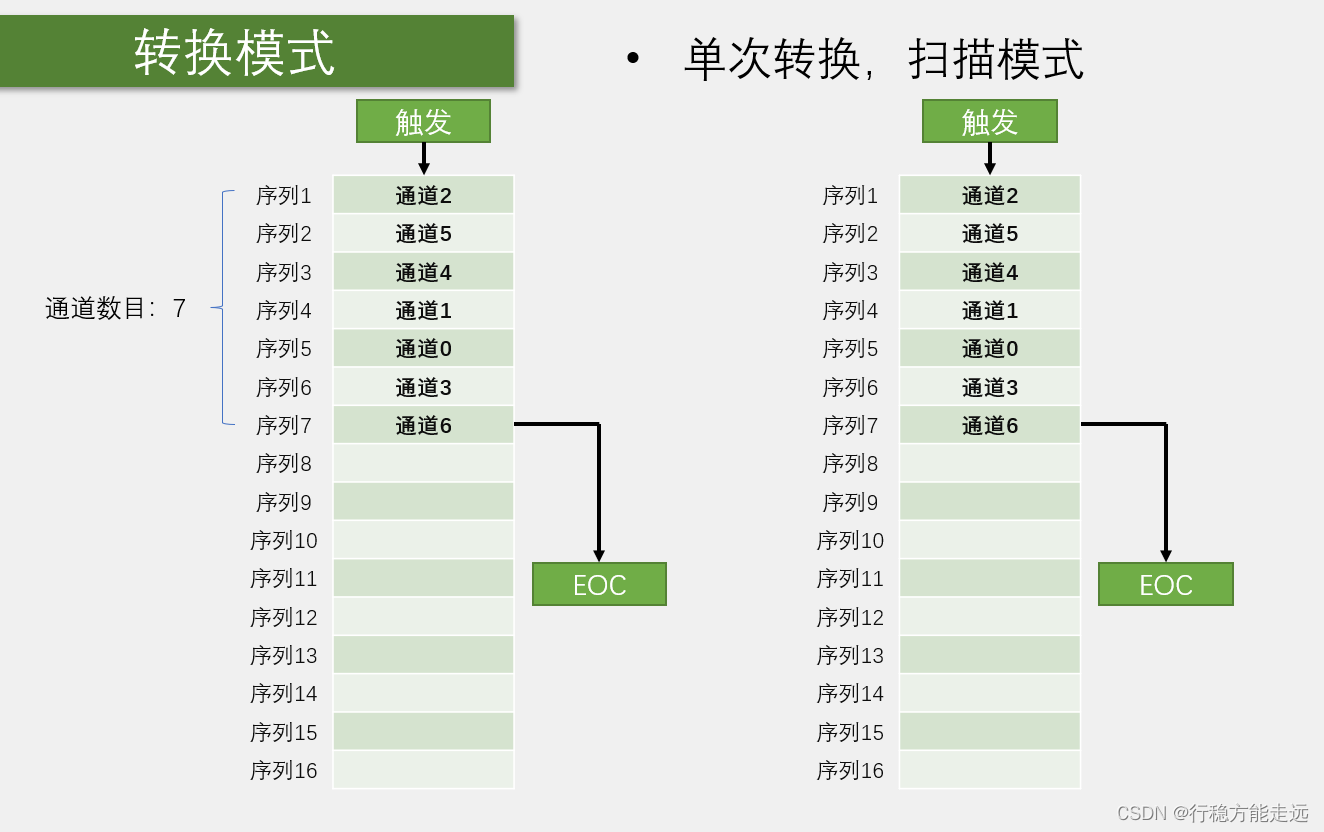 转换模式
• 单次转换，扫描模式
触发 触发
序列1 通道2 序列1 通道2
序列2 通道5 序列2 通道5
序列3 通道4 序列3 通道4
通道数目：7 序列4 通道1 序列4 通道1
序列5 通道0 序列5 通道0
序列6 通道3 序列6 通道3
序列7 通道6 序列7 通道6
序列8 序列8
序列9 序列9
序列10 序列10
序列11 EOC 序列11 EOC
序列12 序列12
序列13 序列13
序列14 序列14
序列15 序列15
序列16 序列16
CSDN @行稳方能走远